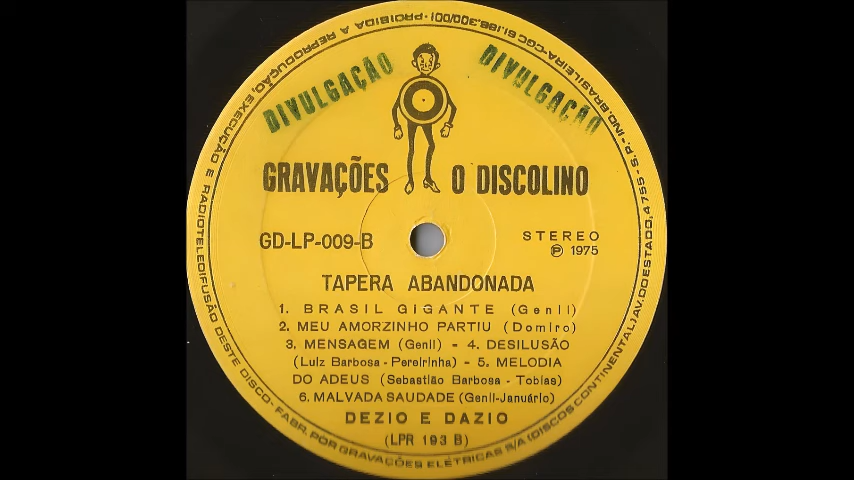 DIVULGAÇÃO
DIVULGAÇÃO
GRAVAÇÕES O DISCOLINO
GD-LP-009-B
STEREO
Ⓟ 1975
TAPERA ABANDONADA
1. BRASIL GIGANTE (Genil)
2. MEU AMORZINHO PARTIU (Domiro)
3. MENSAGEM (Genil) - 4. DESILUSÃO
(Luiz Barbosa - Pereirinha) - 5. MELODIA
DO ADEUS (Sebastião Barbosa - Tobias)
6. MALVADA SAUDADE (Genil-Januário)
DEZIO E DAZIO
(LPR 193 B)
FABR. POR GRAVAÇÕES ELÉTRICAS S/A (DISCOS CONTINENTAL) AV. DO ESTADO, 4755 - S. P. - IND. BRASILEIRA - CGC 61.186.300/001 - PROIBIDA A REPRODUÇÃO, EXECUÇÃO E RADIOTELEDIFUSÃO DESTE DISCO -